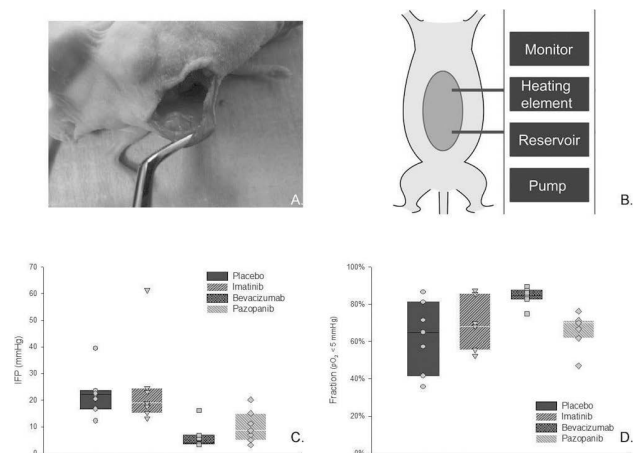 A.
Monitor
Heating
element
Reservoir
Pump
B.
70
60
50
40
30
20
10
0
IFP (mmHg)
Placebo
Imatinib
Bevacizumab
Pazopanib
C.
100%
80%
60%
40%
20%
0%
Fraction (pO₂ < 5 mmHg)
Placebo
Imatinib
Bevacizumab
Pazopanib
D.